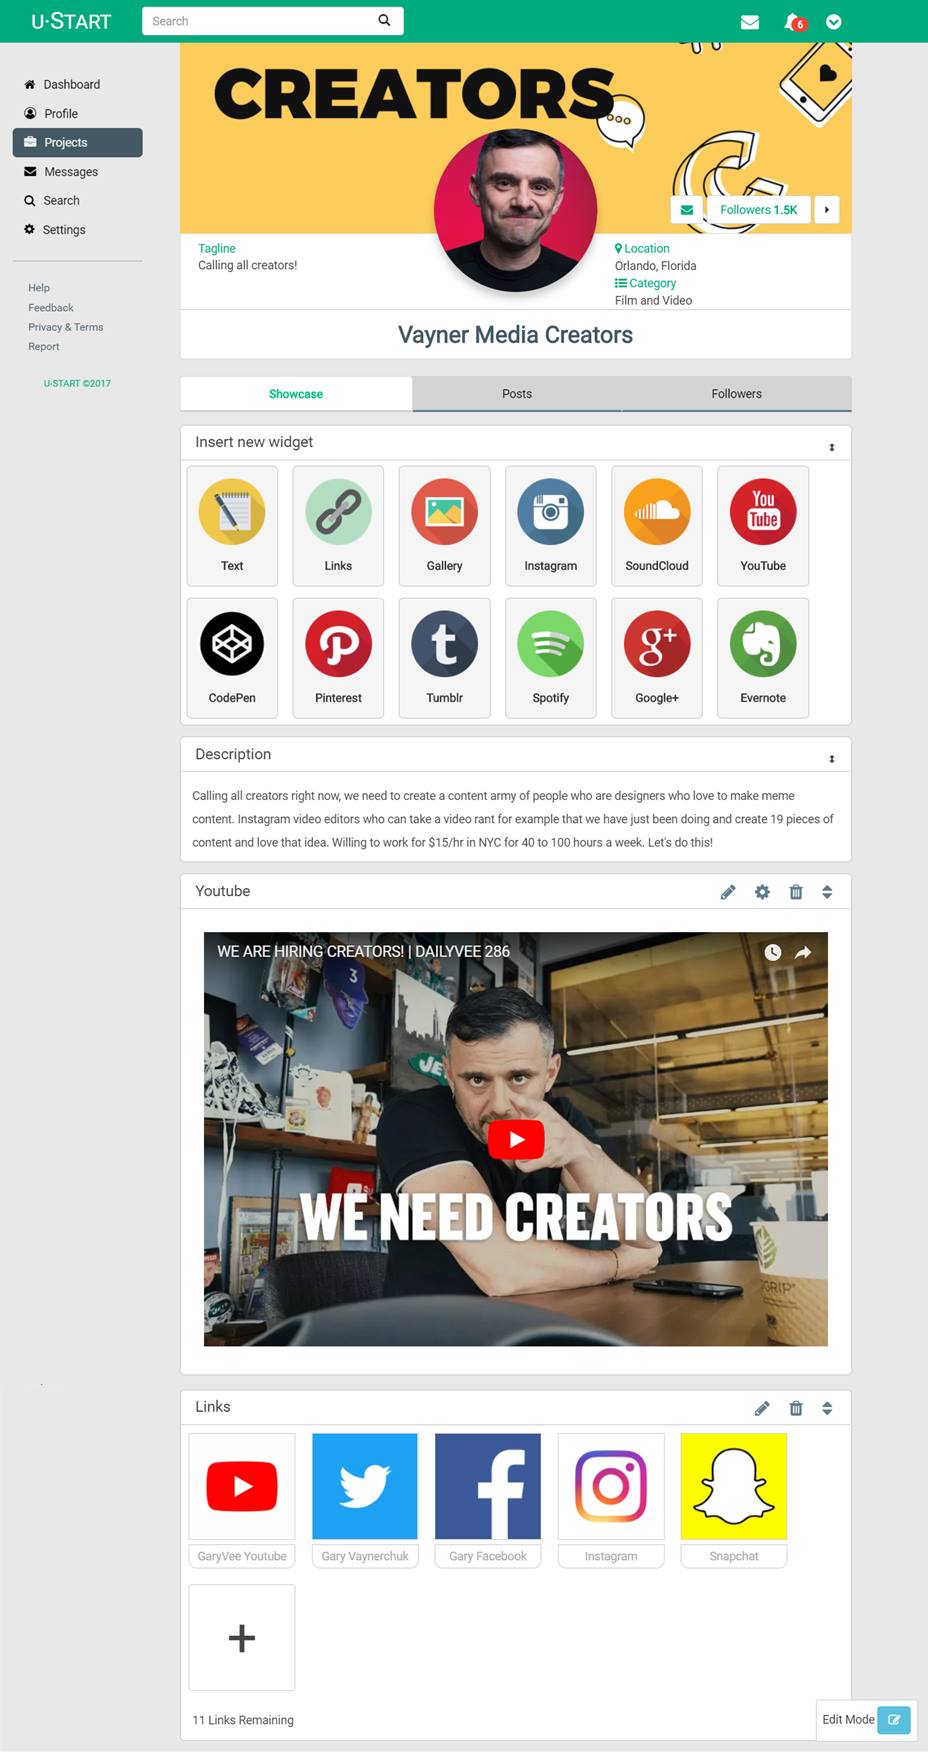 U·START
Search
6
Dashboard
Profile
Projects
Messages
Search
Settings
Help
Feedback
Privacy & Terms
Report
U-START ©2017
CREATORS
Followers 1.5K
Tagline
Calling all creators!
Location
Orlando, Florida
Category
Film and Video
Vayner Media Creators
Showcase
Posts
Followers
Insert new widget
Text
Links
Gallery
Instagram
SoundCloud
You
Tube
YouTube
CodePen
Pinterest
Tumblr
Spotify
g+
Google+
Evernote
Description
Calling all creators right now, we need to create a content army of people who are designers who love to make meme
content. Instagram video editors who can take a video rant for example that we have just been doing and create 19 pieces of
content and love that idea. Willing to work for $15/hr in NYC for 40 to 100 hours a week. Let's do this!
Youtube
WE ARE HIRING CREATORS! | DAILYVEE 286
WE NEED CREATORS
Links
GaryVee Youtube
Gary Vaynerchuk
Gary Facebook
Instagram
Snapchat
11 Links Remaining
Edit Mode